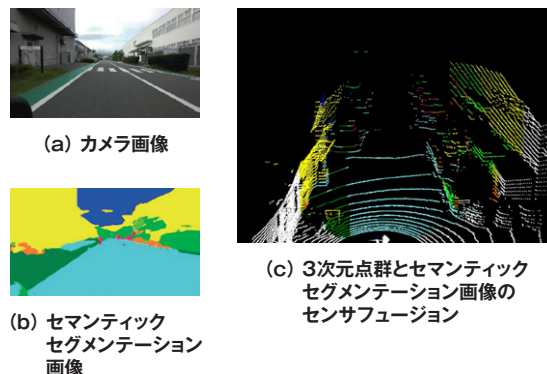 (a) カメラ画像
(b) セマンティック
セグメンテーション
画像
(c) 3次元点群とセマンティック
セグメンテーション画像の
センサフュージョン